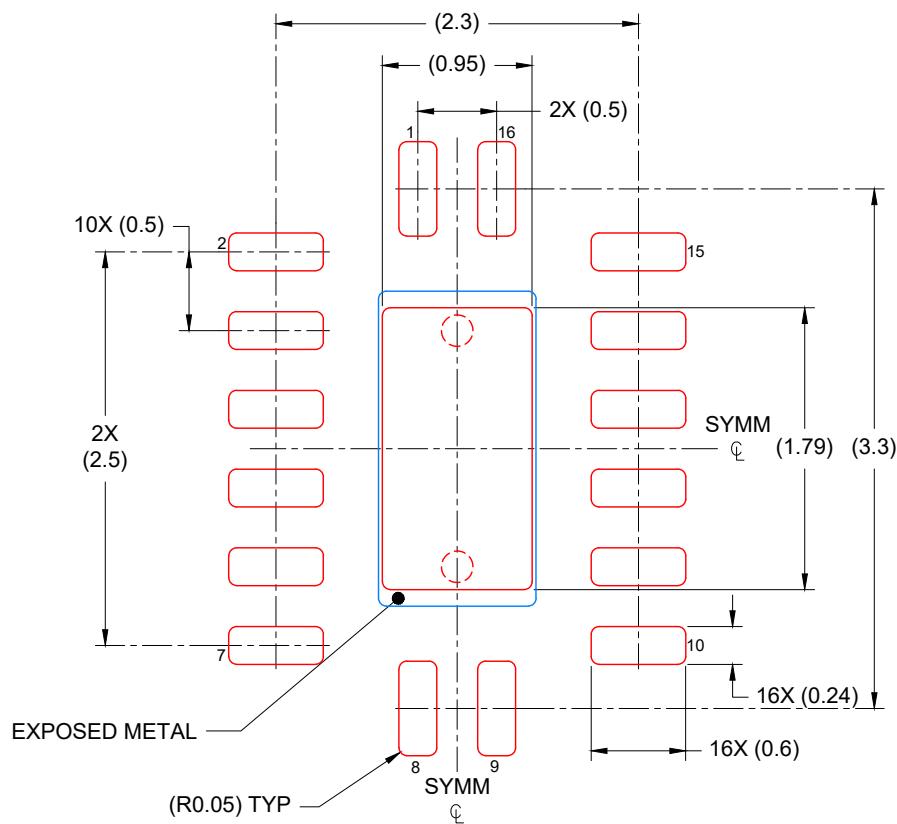 (2.3)
(0.95)
2X (0.5)
1
16
10X (0.5)
2
15
SYMM
℄
(1.79)
(3.3)
2X
(2.5)
7
10
16X (0.24)
EXPOSED METAL
16X (0.6)
8
9
(R0.05) TYP
SYMM
℄